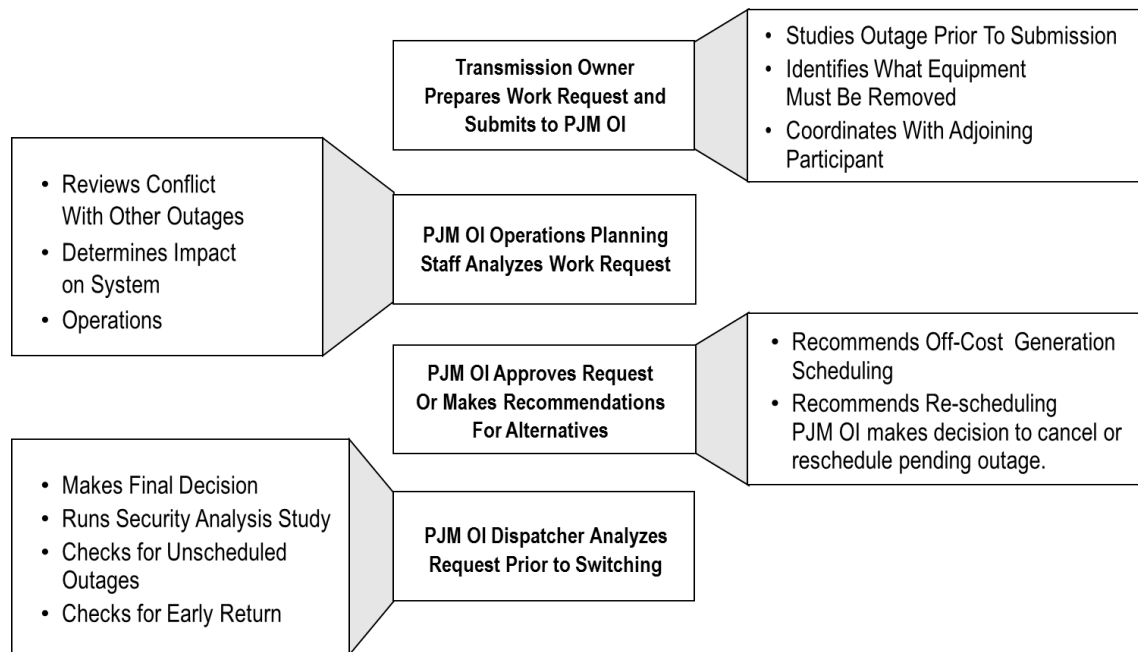 Transmission Owner
Prepares Work Request and
Submits to PJM OI
• Studies Outage Prior To Submission
• Identifies What Equipment
Must Be Removed
• Coordinates With Adjoining
Participant
• Reviews Conflict
With Other Outages
• Determines Impact
on System
• Operations
PJM OI Operations Planning
Staff Analyzes Work Request
PJM OI Approves Request
Or Makes Recommendations
For Alternatives
• Recommends Off-Cost Generation
Scheduling
• Recommends Re-scheduling
PJM OI makes decision to cancel or
reschedule pending outage.
• Makes Final Decision
• Runs Security Analysis Study
• Checks for Unscheduled
Outages
• Checks for Early Return
PJM OI Dispatcher Analyzes
Request Prior to Switching